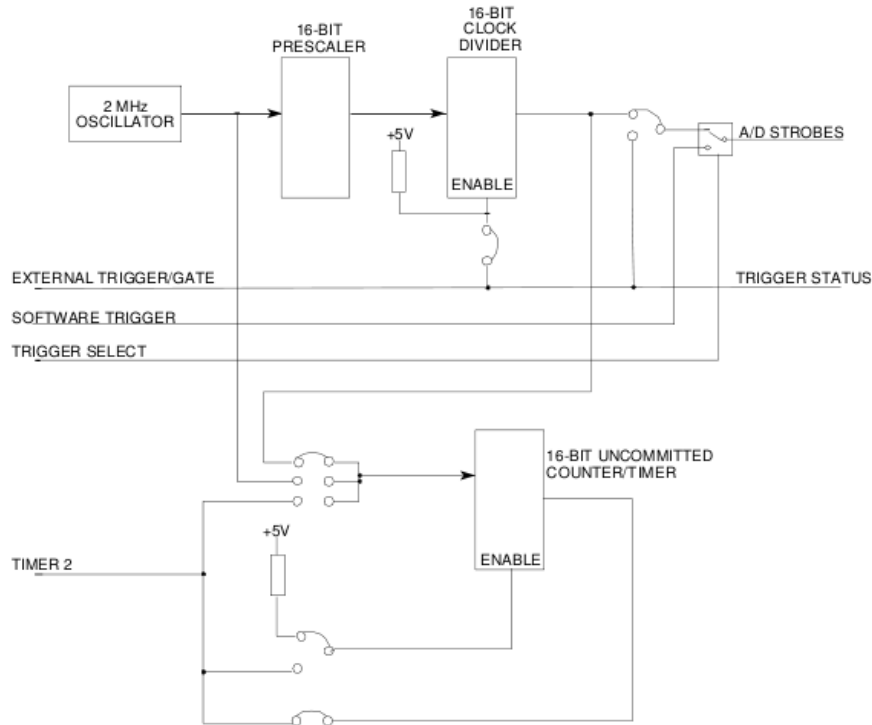 16-BIT
PRESCALER
16-BIT
CLOCK
DIVIDER
2 MHz
OSCILLATOR
+5V
ENABLE
A/D STROBES
EXTERNAL TRIGGER/GATE
TRIGGER STATUS
SOFTWARE TRIGGER
TRIGGER SELECT
16-BIT UNCOMMITTED
COUNTER/TIMER
+5V
ENABLE
TIMER 2